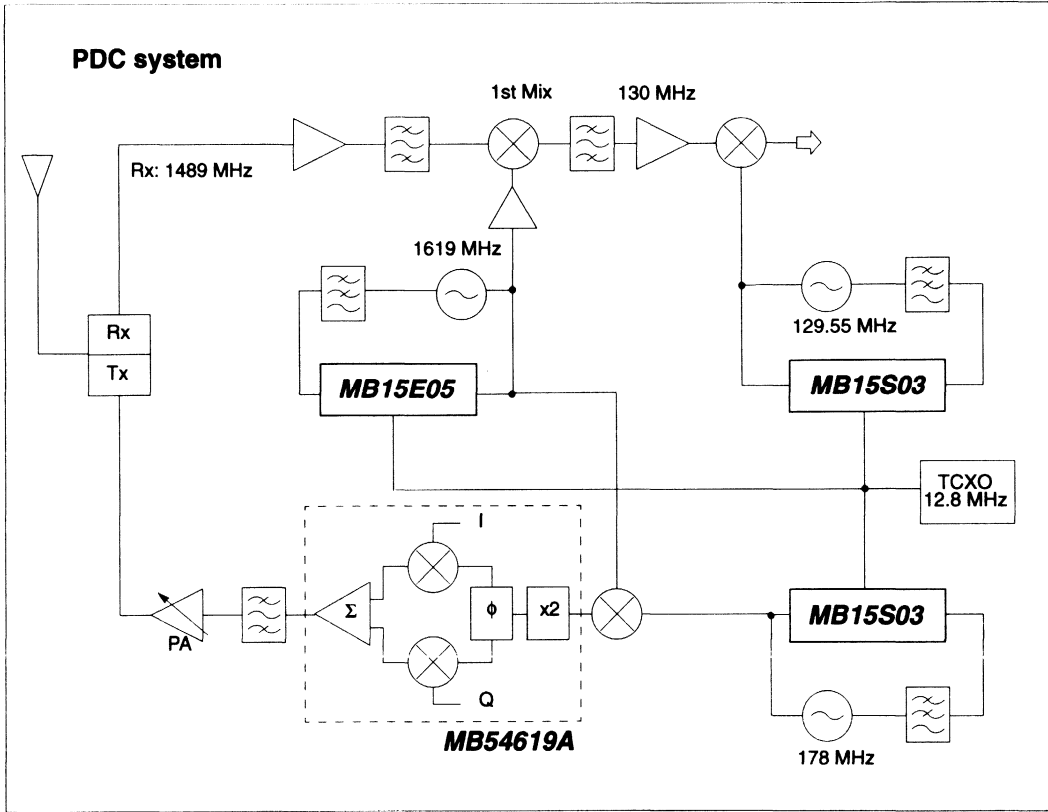 PDC system
1st Mix
130 MHz
Rx: 1489 MHz
1619 MHz
129.55 MHz
Rx
Tx
MB15E05
MB15S03
TCXO
12.8 MHz
I
Σ
ϕ
x2
MB15S03
PA
Q
MB54619A
178 MHz